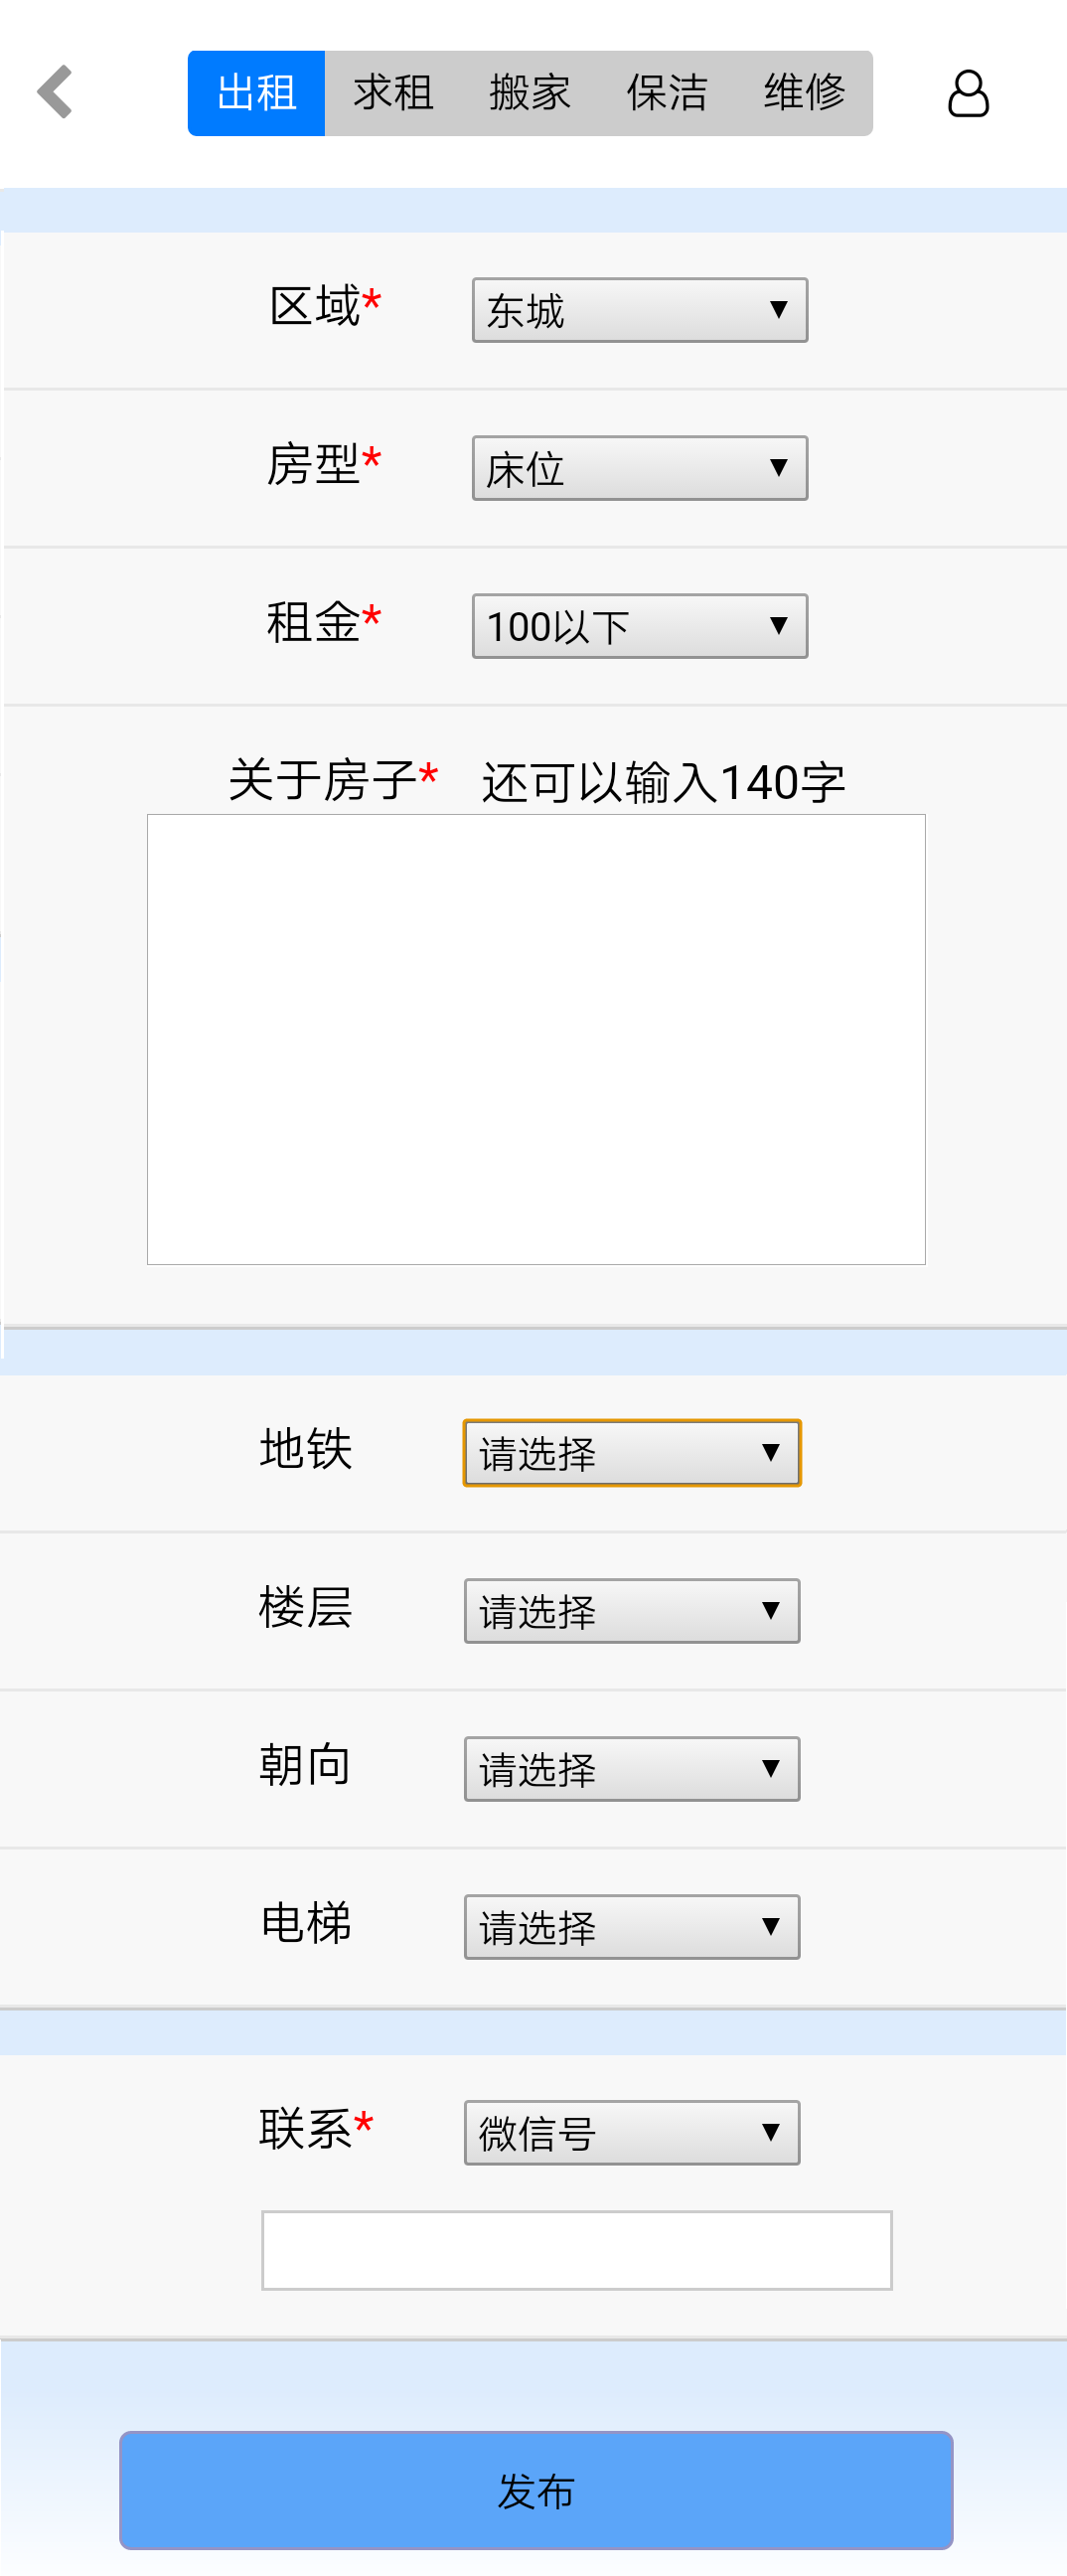 出租 求租 搬家 保洁 维修
区域* 东城
房型* 床位
租金* 100以下
关于房子* 还可以输入140字
地铁 请选择
楼层 请选择
朝向 请选择
电梯 请选择
联系* 微信号
发布